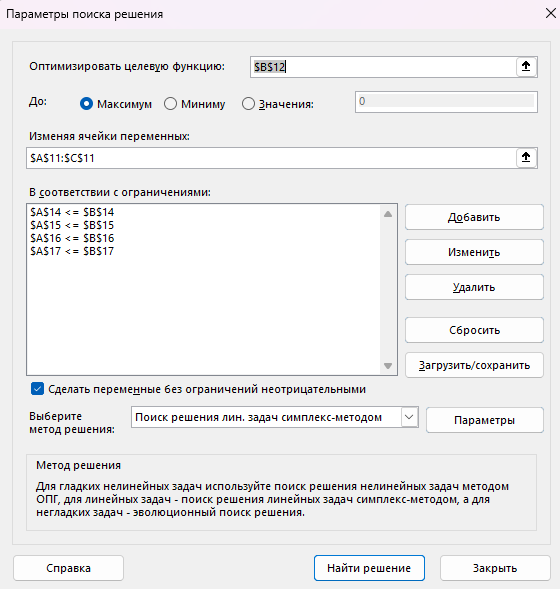 Параметры поиска решения
Оптимизировать целевую функцию: $B$12
До: Максимум Миниму Значения: 0
Изменяя ячейки переменных:
$A$11:$C$11
В соответствии с ограничениями:
$A$14 <= $B$14
$A$15 <= $B$15
$A$16 <= $B$16
$A$17 <= $B$17
Добавить
Изменить
Удалить
Сбросить
Загрузить/сохранить
Сделать переменные без ограничений неотрицательными
Выберите
метод решения:
Поиск решения лин. задач симплекс-методом
Параметры
Метод решения
Для гладких нелинейных задач используйте поиск решения нелинейных задач методом
ОПГ, для линейных задач - поиск решения линейных задач симплекс-методом, а для
негладких задач - эволюционный поиск решения.
Справка Найти решение Закрыть